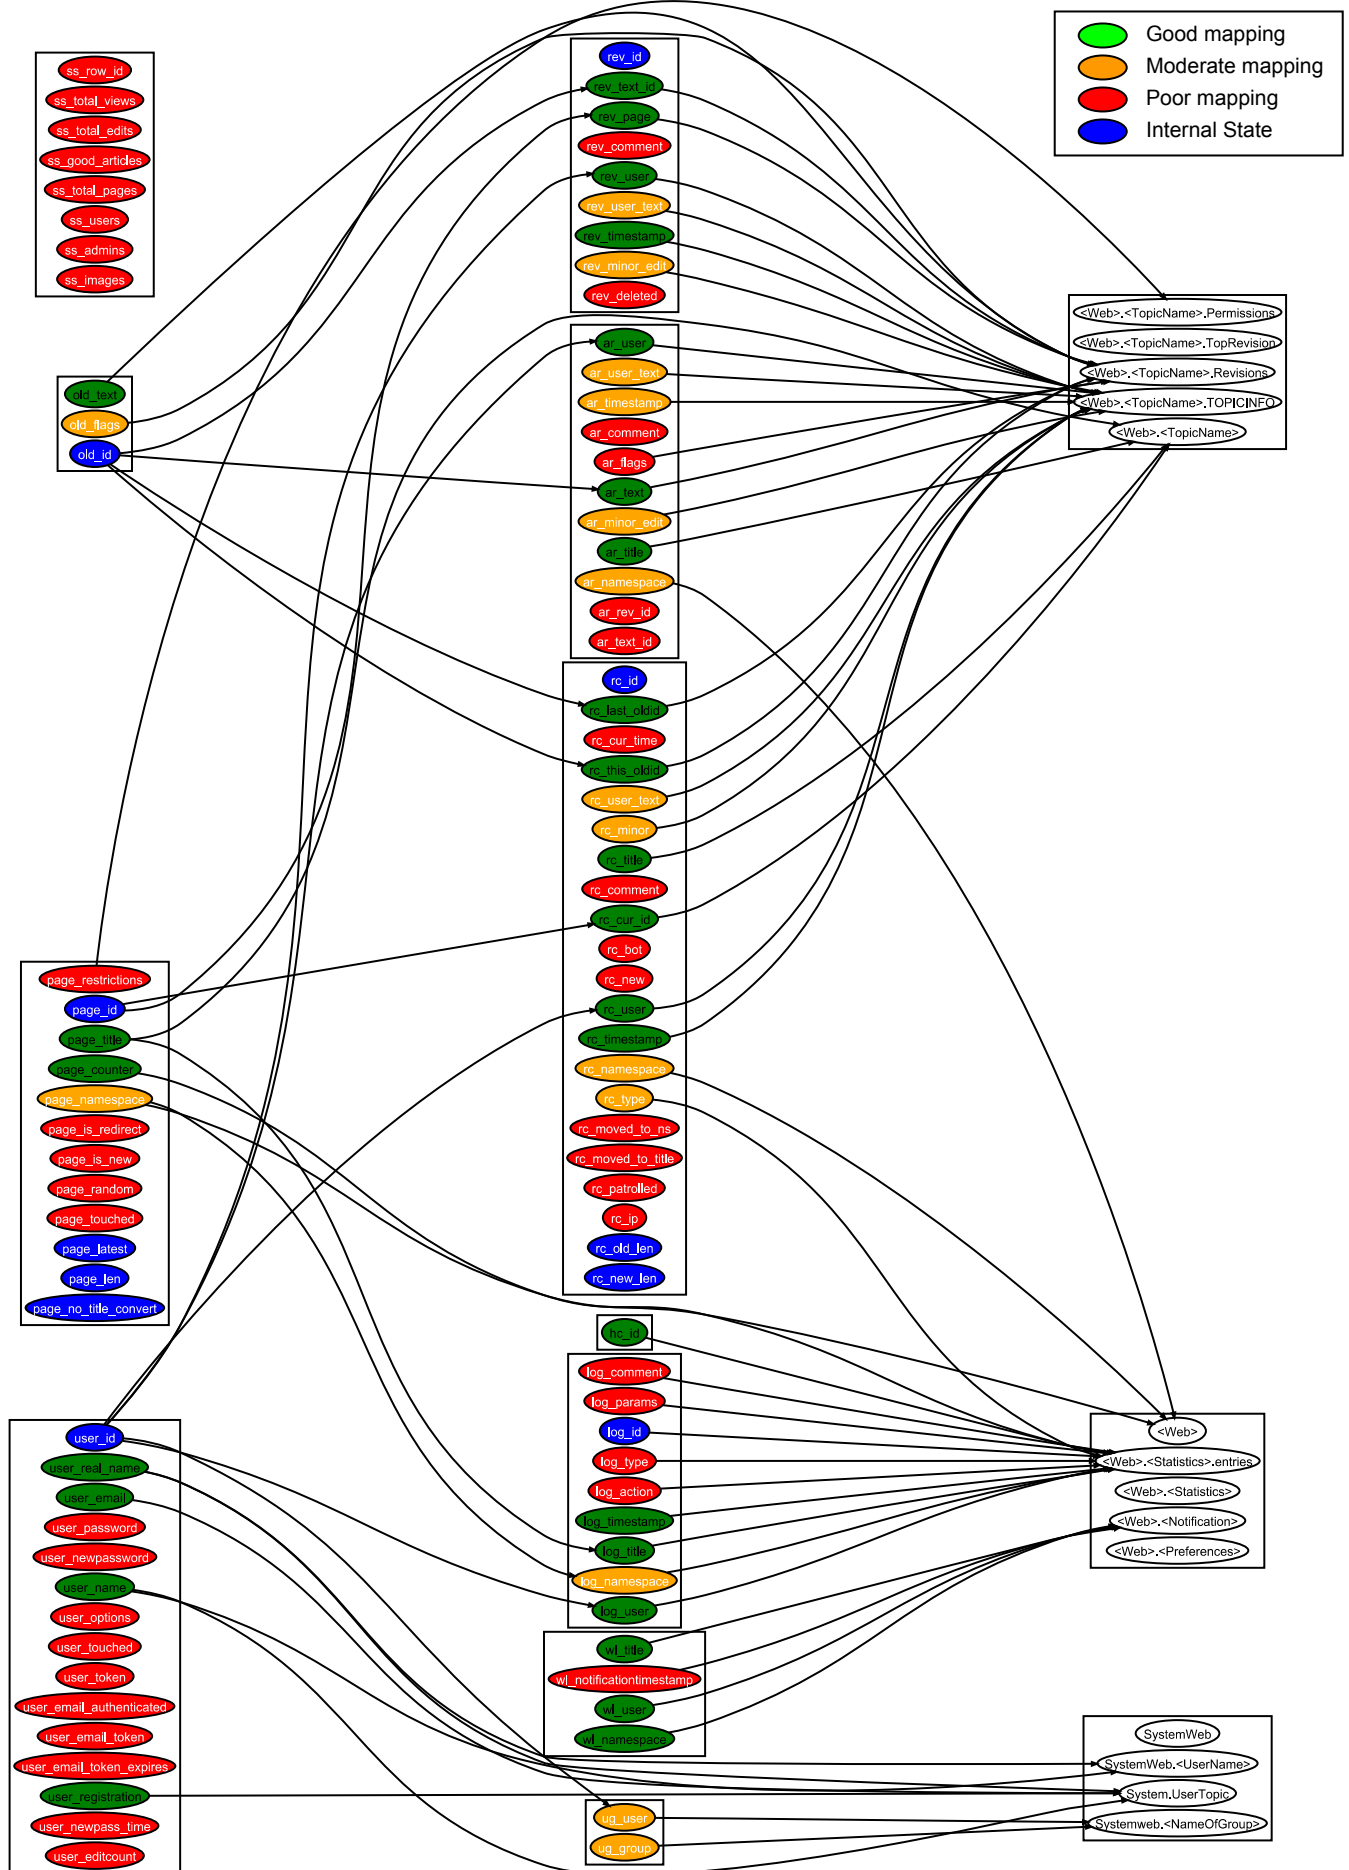 Good mapping
Moderate mapping
Poor mapping
Internal State
ss_row_id
ss_total_views
ss_total_edits
ss_good_articles
ss_total_pages
ss_users
ss_admins
ss_images
old_text
old_flags
old_id
page_restrictions
page_id
page_title
page_counter
page_namespace
page_is_redirect
page_is_new
page_random
page_touched
page_latest
page_len
page_no_title_convert
user_id
user_real_name
user_email
user_password
user_newpassword
user_name
user_options
user_touched
user_token
user_email_authenticated
user_email_token
user_email_token_expires
user_registration
user_newpass_time
user_editcount
rev_id
rev_text_id
rev_page
rev_comment
rev_user
rev_user_text
rev_timestamp
rev_minor_edit
rev_deleted
ar_user
ar_user_text
ar_timestamp
ar_comment
ar_flags
ar_text
ar_minor_edit
ar_title
ar_namespace
ar_rev_id
ar_text_id
rc_id
rc_last_oldid
rc_cur_time
rc_this_oldid
rc_user_text
rc_minor
rc_title
rc_comment
rc_cur_id
rc_bot
rc_new
rc_user
rc_timestamp
rc_namespace
rc_type
rc_moved_to_ns
rc_moved_to_title
rc_patrolled
rc_ip
rc_old_len
rc_new_len
hc_id
log_comment
log_params
log_id
log_type
log_action
log_timestamp
log_title
log_namespace
log_user
wl_title
wl_notificationtimestamp
wl_user
wl_namespace
ug_user
ug_group
<Web>.<TopicName>.Permissions
<Web>.<TopicName>.TopRevision
<Web>.<TopicName>.Revisions
<Web>.<TopicName>.TOPICINFO
<Web>.<TopicName>
<Web>
<Web>.<Statistics>.entries
<Web>.<Statistics>
<Web>.<Notification>
<Web>.<Preferences>
SystemWeb
SystemWeb.<UserName>
System.UserTopic
Systemweb.<NameOfGroup>